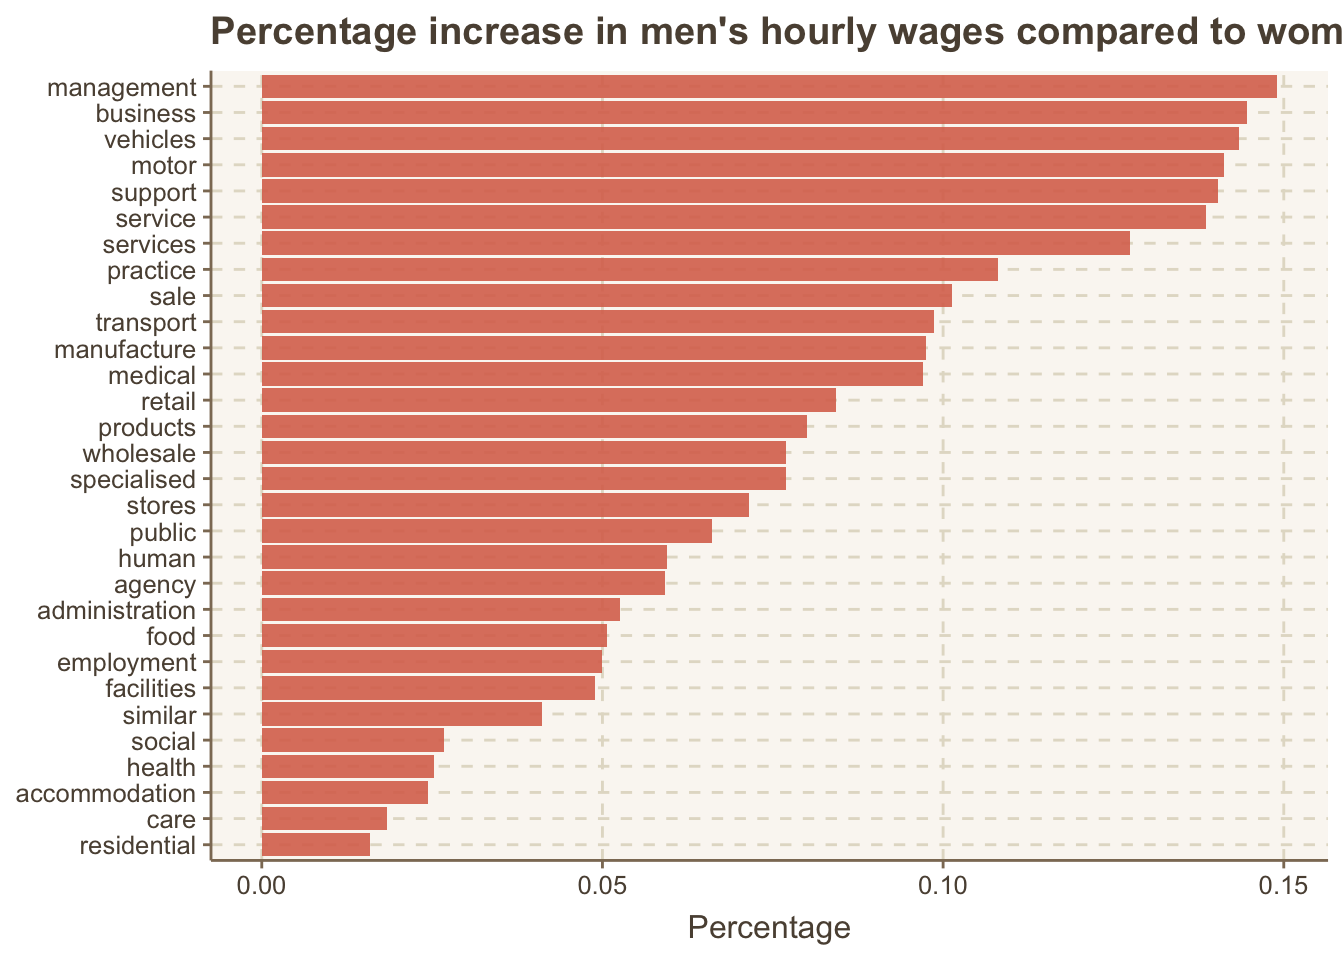 Percentage increase in men's hourly wages compared to wom
management
business
vehicles
motor
support
service
services
practice
sale
transport
manufacture
medical
retail
products
wholesale
specialised
stores
public
human
agency
administration
food
employment
facilities
similar
social
health
accommodation
care
residential
0.00 0.05 0.10 0.15
Percentage